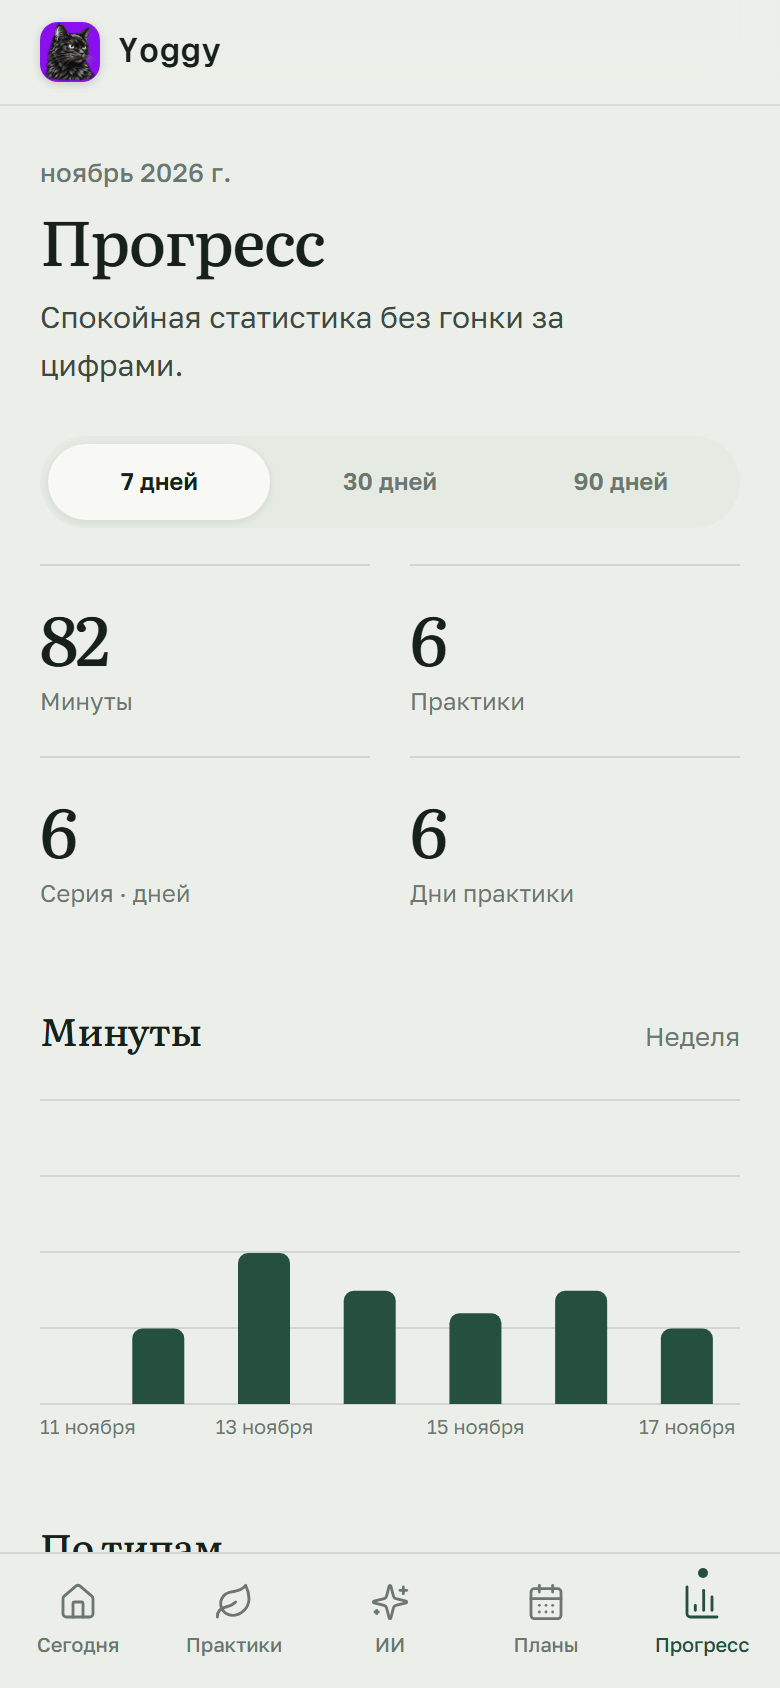 Yoggy
ноябрь 2026 г.
Прогресс
Спокойная статистика без гонки за
цифрами.
7 дней 30 дней 90 дней
82 6
Минуты Практики
6 6
Серия · дней Дни практики
Минуты Неделя
11 ноября 13 ноября 15 ноября 17 ноября
По типам
Сегодня Практики ИИ Планы Прогресс